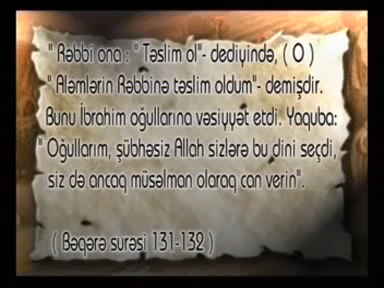 " Rəbbi ona : " Təslim ol"- dediyində, ( O )
" Aləmlərin Rəbbinə təslim oldum"- demişdir.
Bunu İbrahim oğullarına vəsiyyət etdi. Yaquba:
" Oğullarım, şübhəsiz Allah sizlərə bu dini seçdi,
siz də ancaq müsəlman olaraq can verin".
( Bəqərə surəsi 131-132 )